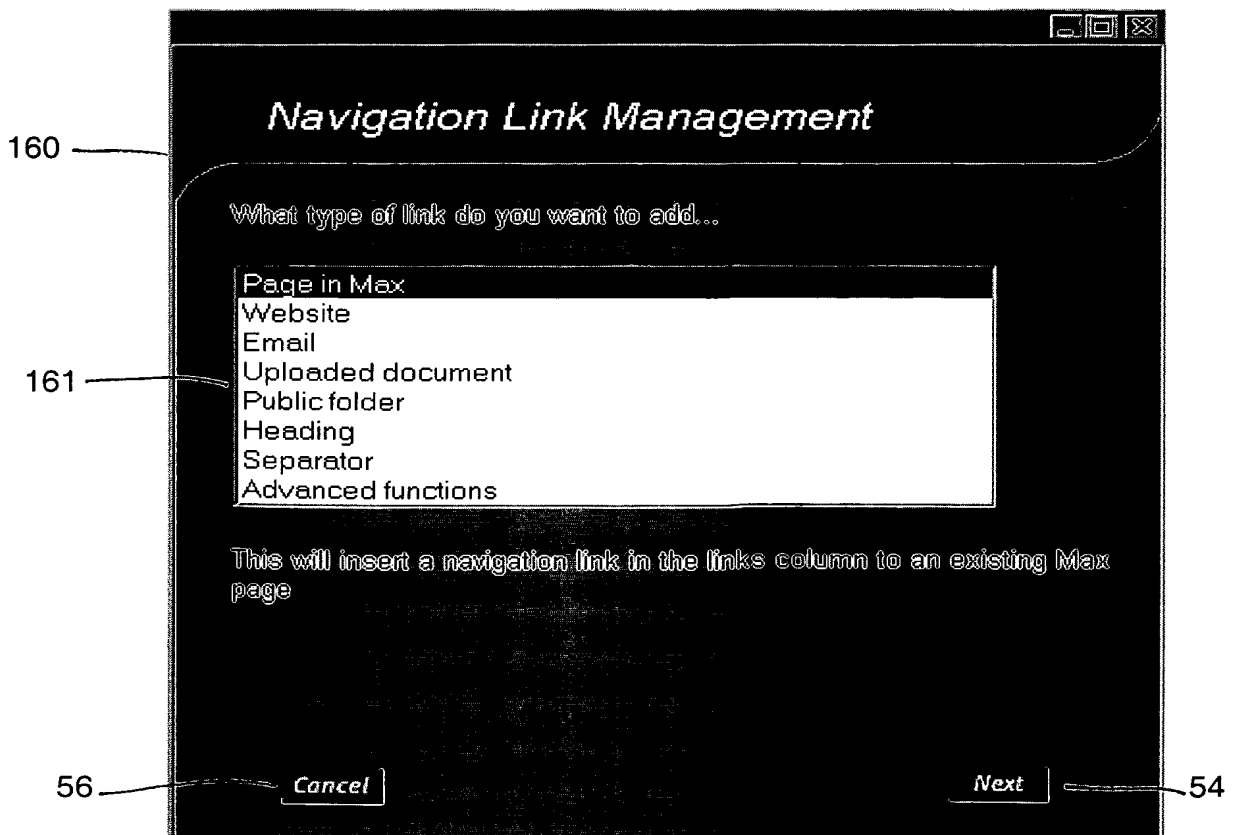 Navigation Link Management
160
What type of link do you want to add...
Page in Max
Website
Email
Uploaded document
161
Public folder
Heading
Separator
Advanced functions
This will insert a navigation link in the links column to an existing Max
page
56
Cancel
Next
54